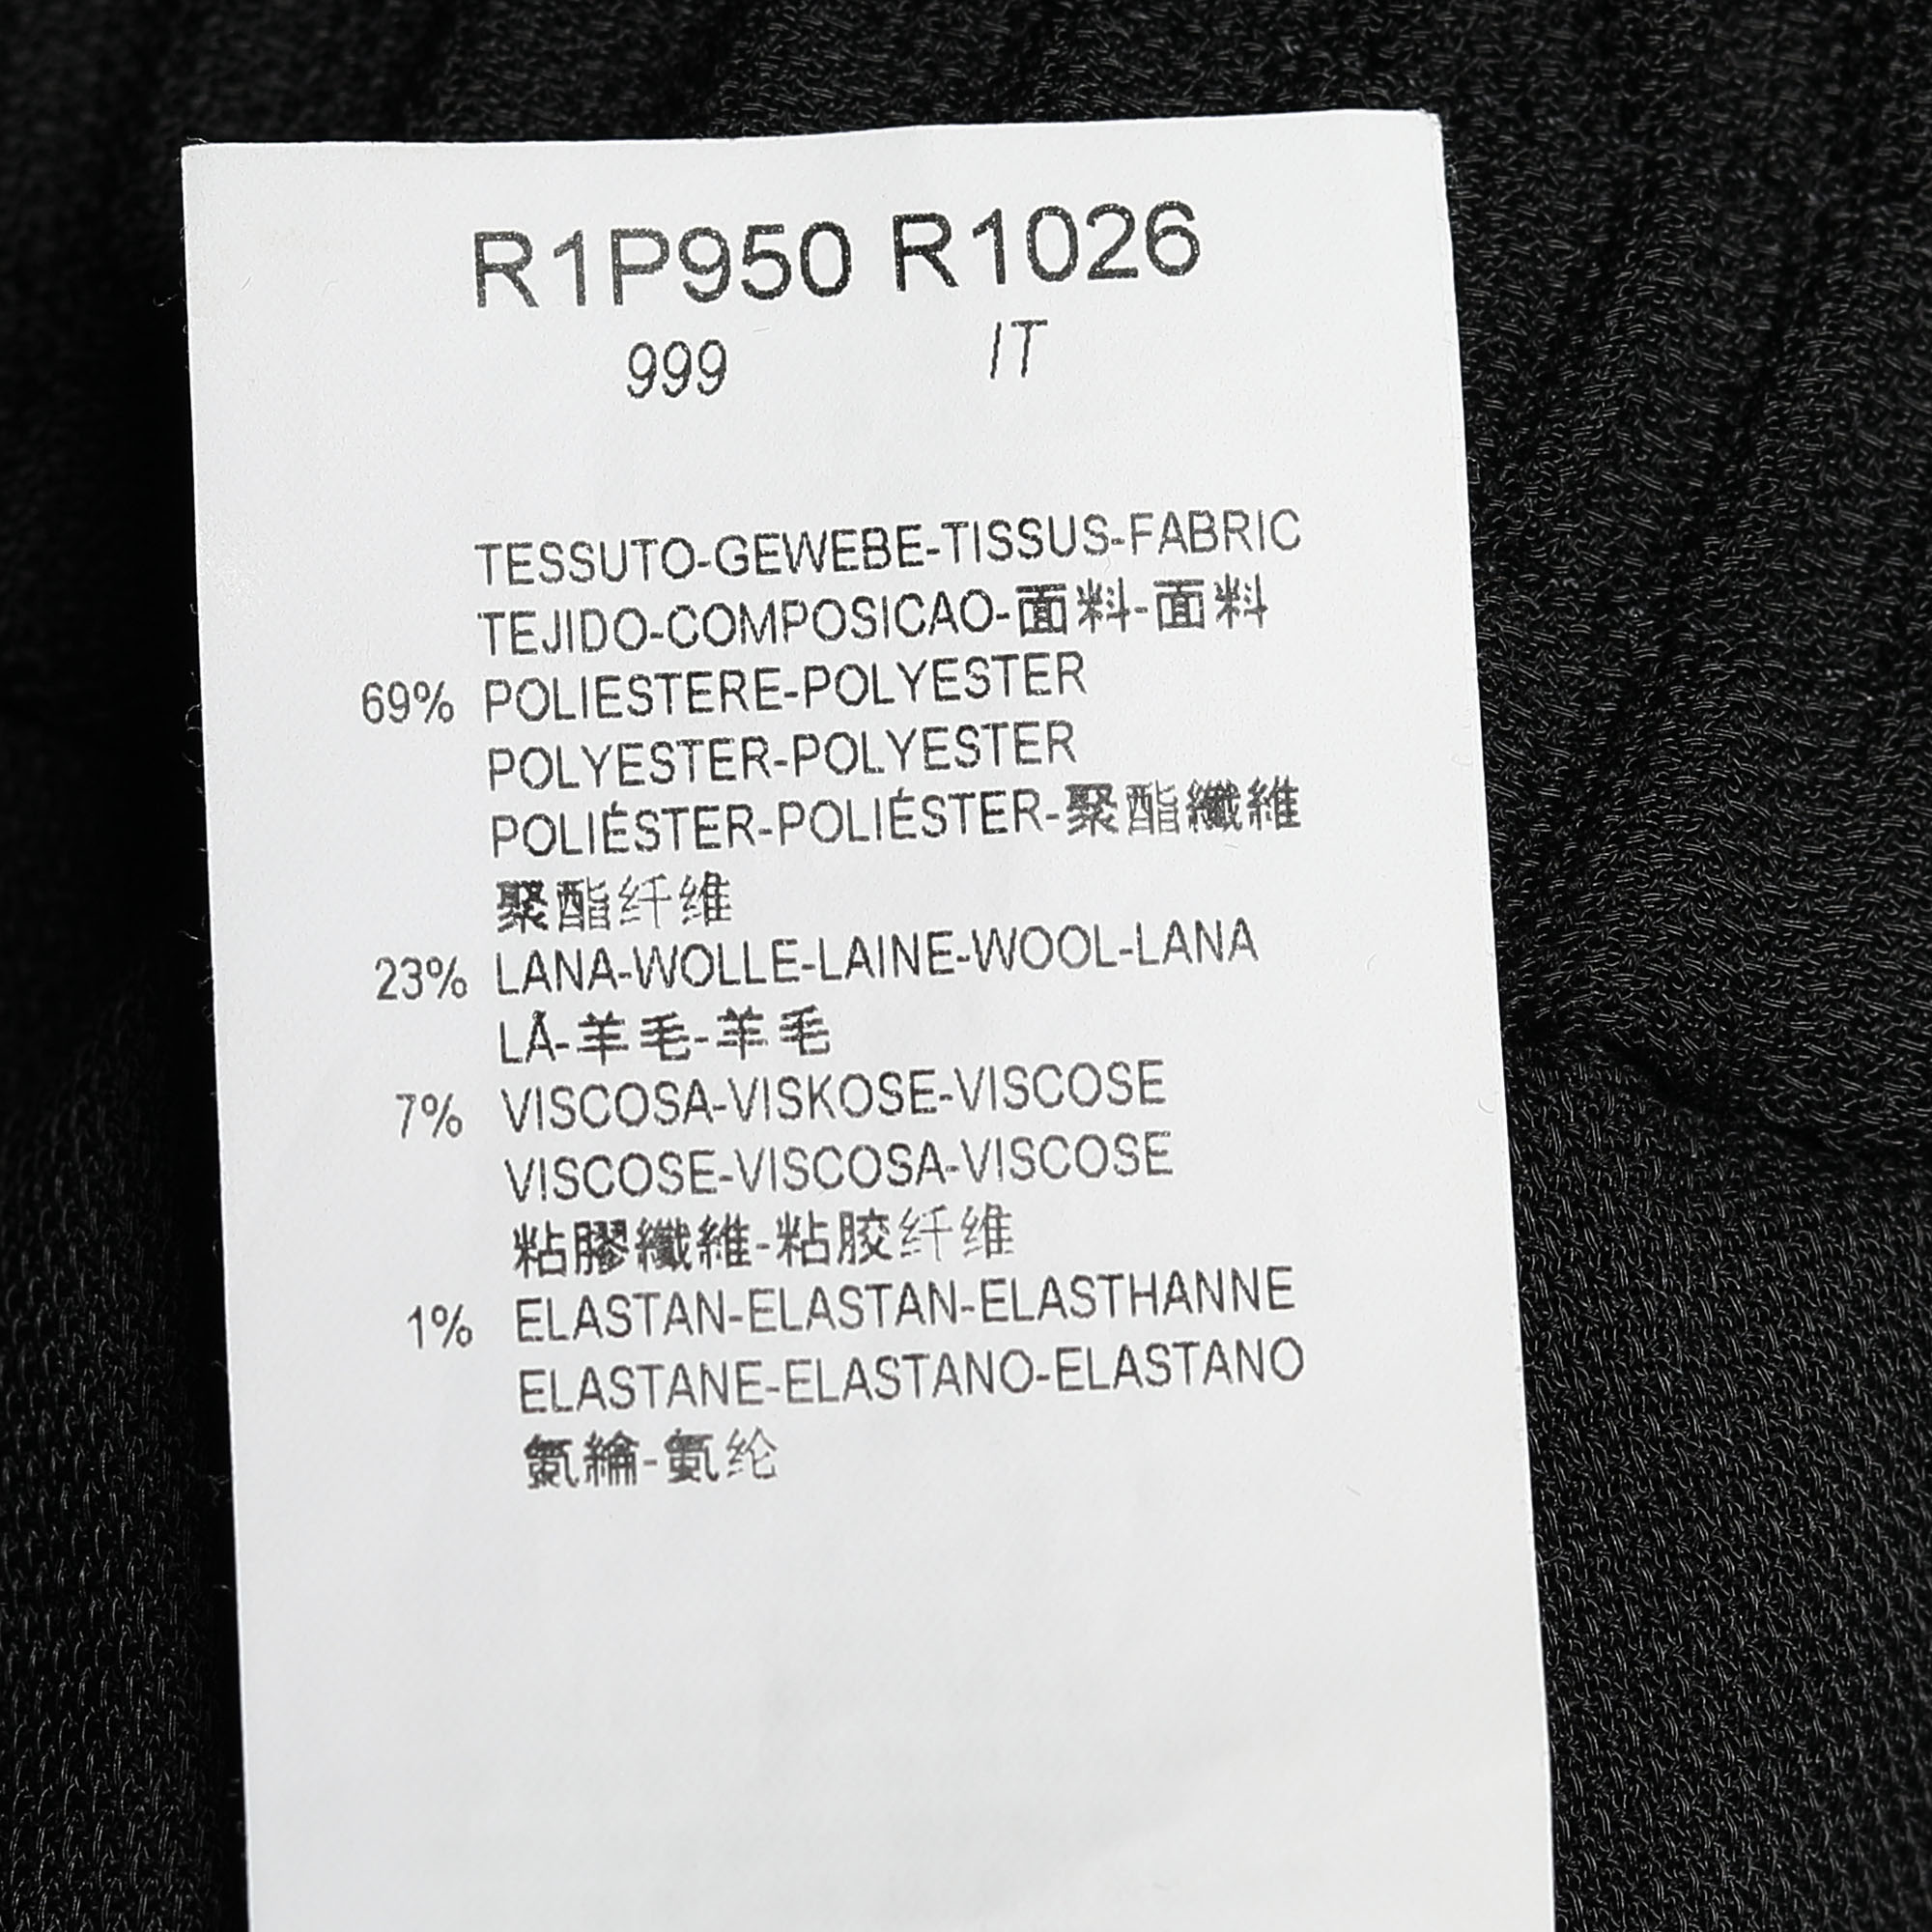 R1P950 R1026
999 IT
TESSUTO-GEWEBE-TISSUS-FABRIC
TEJIDO-COMPOSICAO-面料-面料
69% POLIESTERE-POLYESTER
POLYESTER-POLYESTER
POLIÉSTER-POLIÉSTER-聚酯纖維
聚酯纤维
23% LANA-WOLLE-LAINE-WOOL-LANA
LÃ-羊毛-羊毛
7% VISCOSA-VISKOSE-VISCOSE
VISCOSE-VISCOSA-VISCOSE
粘膠纖維-粘胶纤维
1% ELASTAN-ELASTAN-ELASTHANNE
ELASTANE-ELASTANO-ELASTANO
氨綸-氨纶